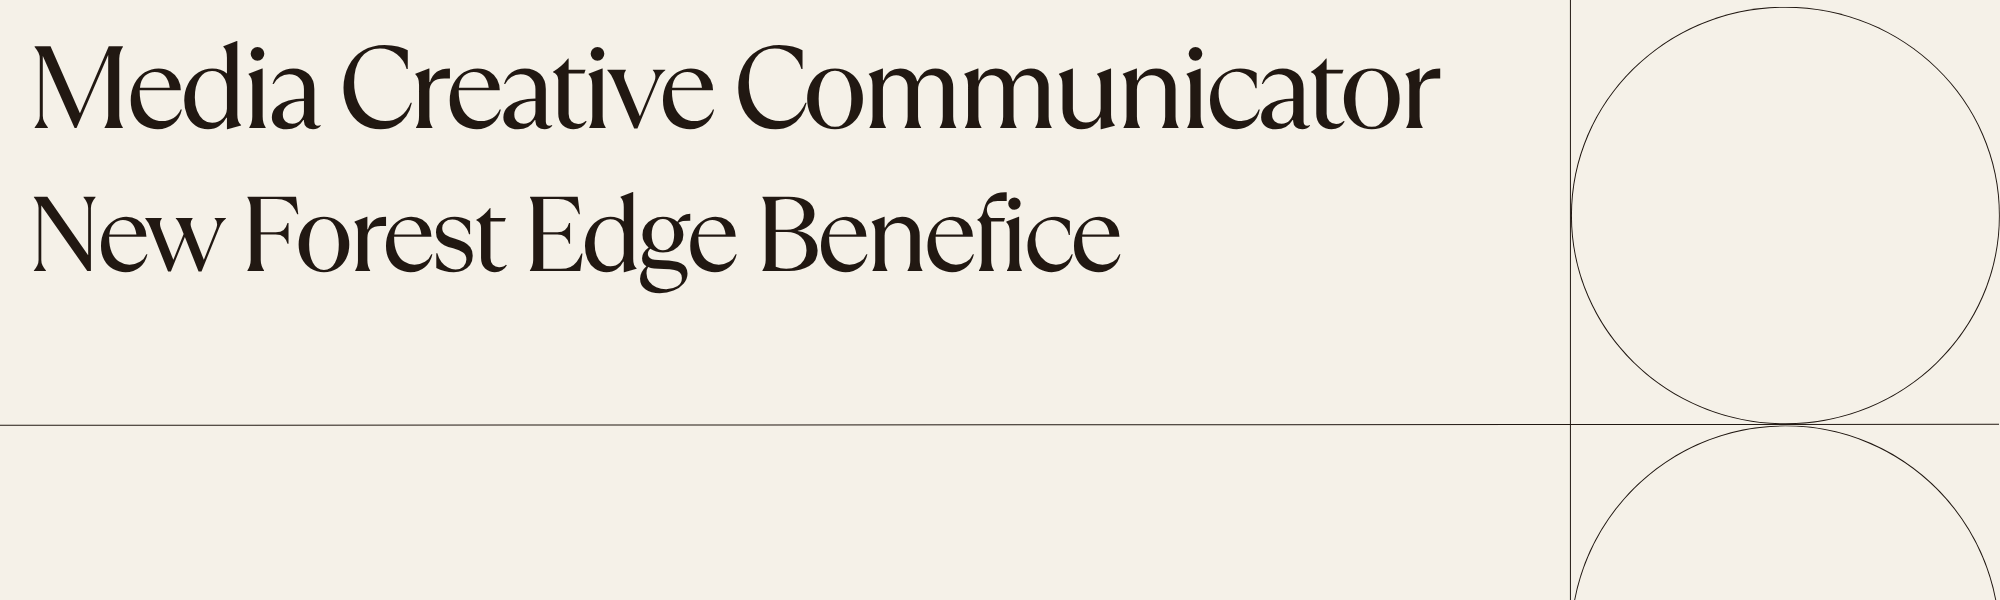 Media Creative Communicator
New Forest Edge Benefice